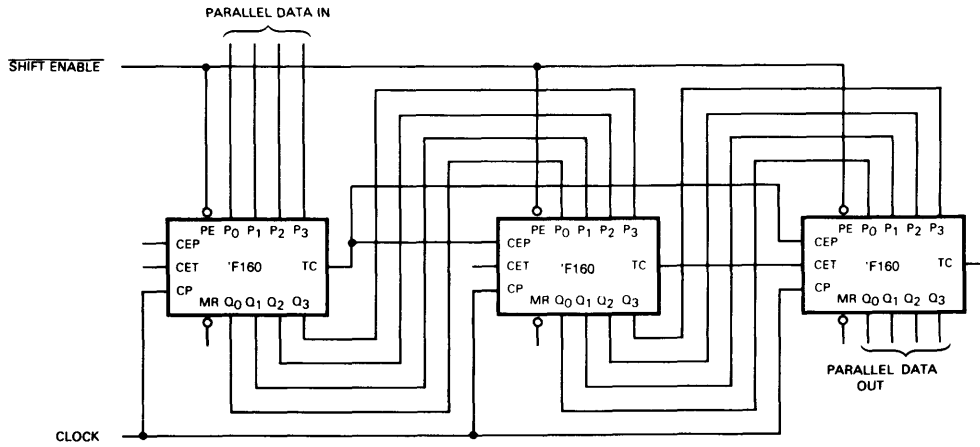 PARALLEL DATA IN
SHIFT ENABLE
PE P0 P1 P2 P3
CEP
CET 'F160 TC
CP
MR Q0 Q1 Q2 Q3
PE P0 P1 P2 P3
CEP
CET 'F160 TC
CP
MR Q0 Q1 Q2 Q3
PE P0 P1 P2 P3
CEP
CET 'F160 TC
CP
MR Q0 Q1 Q2 Q3
PARALLEL DATA
OUT
CLOCK